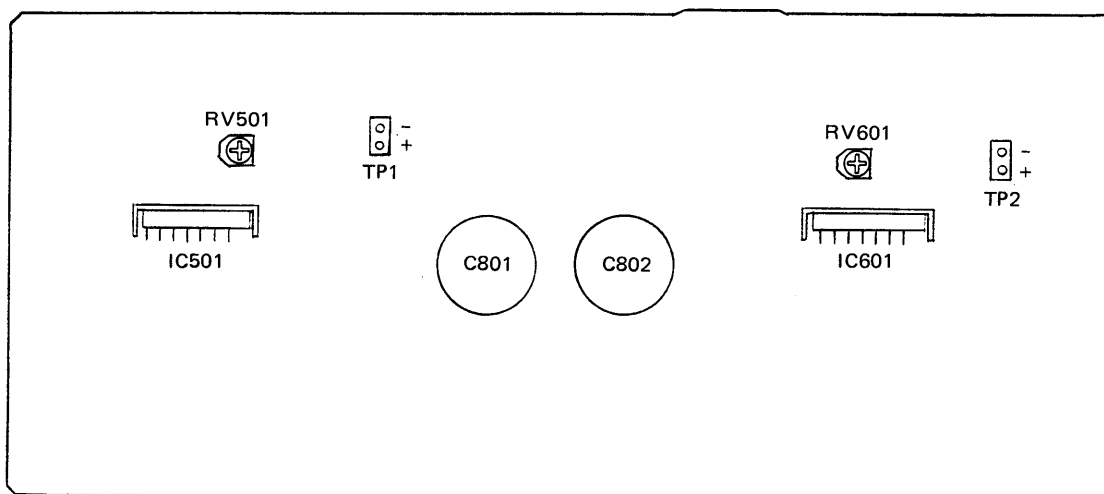 RV501
-
+
TP1
IC501
C801
C802
RV601
-
+
TP2
IC601